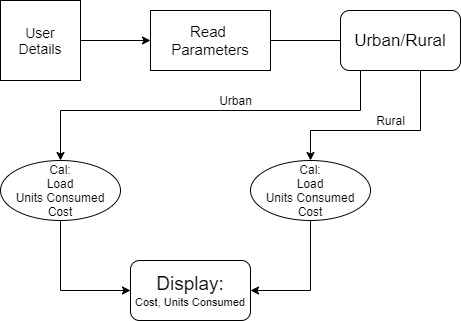 User
Details
Read
Parameters
Urban/Rural
Urban
Rural
Cal:
Load
Units Consumed
Cost
Cal:
Load
Units Consumed
Cost
Display:
Cost, Units Consumed